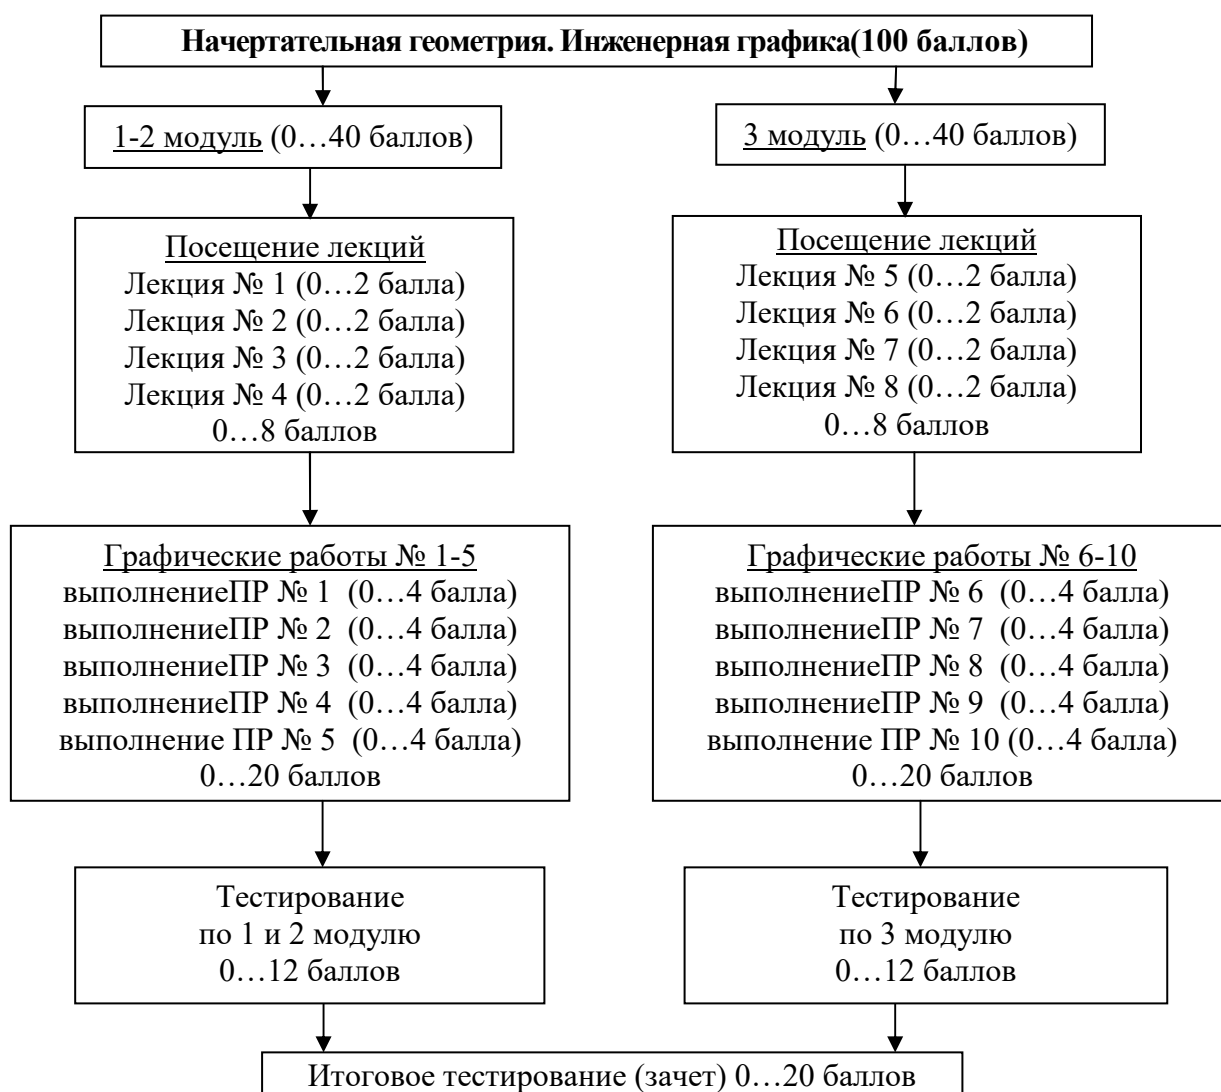 Начертательная геометрия. Инженерная графика(100 баллов)
1-2 модуль (0…40 баллов)
Посещение лекций
Лекция № 1 (0…2 балла)
Лекция № 2 (0…2 балла)
Лекция № 3 (0…2 балла)
Лекция № 4 (0…2 балла)
0…8 баллов
Графические работы № 1-5
выполнениеПР № 1 (0…4 балла)
выполнениеПР № 2 (0…4 балла)
выполнениеПР № 3 (0…4 балла)
выполнениеПР № 4 (0…4 балла)
выполнение ПР № 5 (0…4 балла)
0…20 баллов
Тестирование
по 1 и 2 модулю
0…12 баллов
3 модуль (0…40 баллов)
Посещение лекций
Лекция № 5 (0…2 балла)
Лекция № 6 (0…2 балла)
Лекция № 7 (0…2 балла)
Лекция № 8 (0…2 балла)
0…8 баллов
Графические работы № 6-10
выполнениеПР № 6 (0…4 балла)
выполнениеПР № 7 (0…4 балла)
выполнениеПР № 8 (0…4 балла)
выполнениеПР № 9 (0…4 балла)
выполнение ПР № 10 (0…4 балла)
0…20 баллов
Тестирование
по 3 модулю
0…12 баллов
Итоговое тестирование (зачет) 0…20 баллов